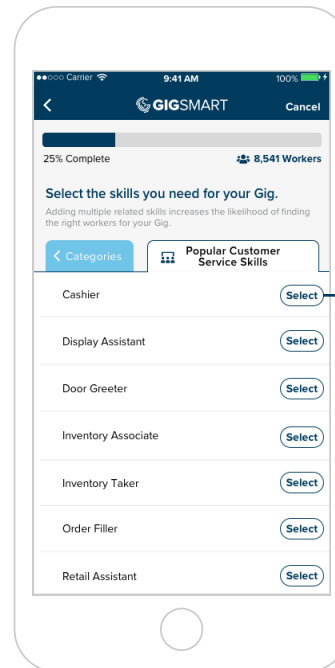 Carrier 9:41 AM 100%
GIGSMART Cancel
25% Complete 8,541 Workers
Select the skills you need for your Gig.
Adding multiple related skills increases the likelihood of finding
the right workers for your Gig.
Categories Popular Customer
Service Skills
Cashier Select
Display Assistant Select
Door Greeter Select
Inventory Associate Select
Inventory Taker Select
Order Filler Select
Retail Assistant Select